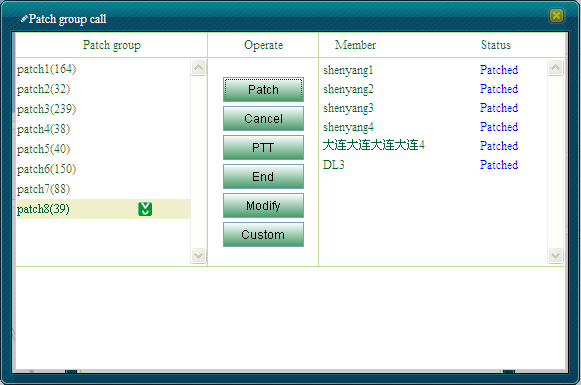 Patch group call
Patch group
Operate
Member
Status
patch1(164)
patch2(32)
patch3(239)
patch4(38)
patch5(40)
patch6(150)
patch7(88)
patch8(39)
Patch
Cancel
PTT
End
Modify
Custom
shenyang1 Patched
shenyang2 Patched
shenyang3 Patched
shenyang4 Patched
大连大连大连大连4 Patched
DL3 Patched